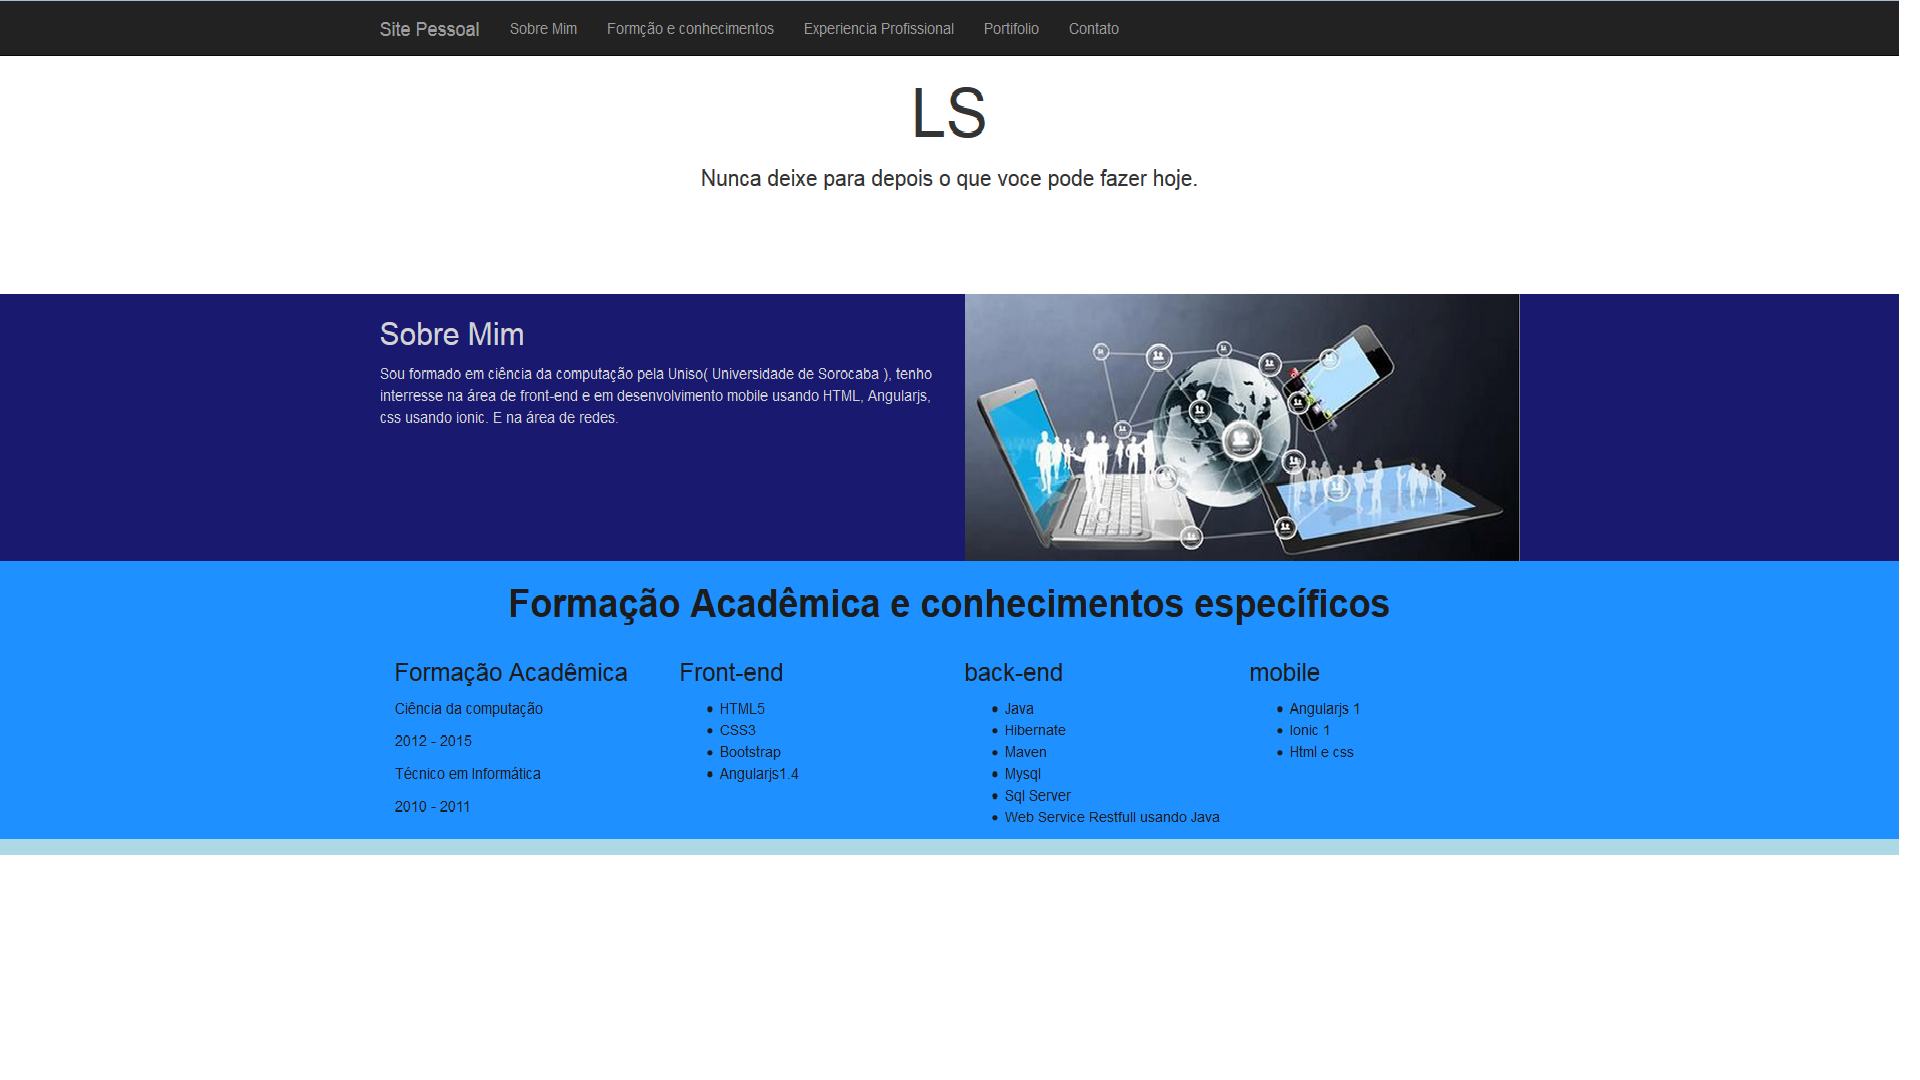 Site Pessoal Sobre Mim Formção e conhecimentos Experiencia Profissional Portifolio Contato
LS
Nunca deixe para depois o que voce pode fazer hoje.
Sobre Mim
Sou formado em ciência da computação pela Uniso( Universidade de Sorocaba ), tenho
interresse na área de front-end e em desenvolvimento mobile usando HTML, Angularjs,
css usando ionic. E na área de redes.
Formação Acadêmica e conhecimentos específicos
Formação Acadêmica
Ciência da computação
2012 - 2015
Técnico em Informática
2010 - 2011
Front-end
HTML5
CSS3
Bootstrap
Angularjs1.4
back-end
Java
Hibernate
Maven
Mysql
Sql Server
Web Service Restfull usando Java
mobile
Angularjs 1
Ionic 1
Html e css